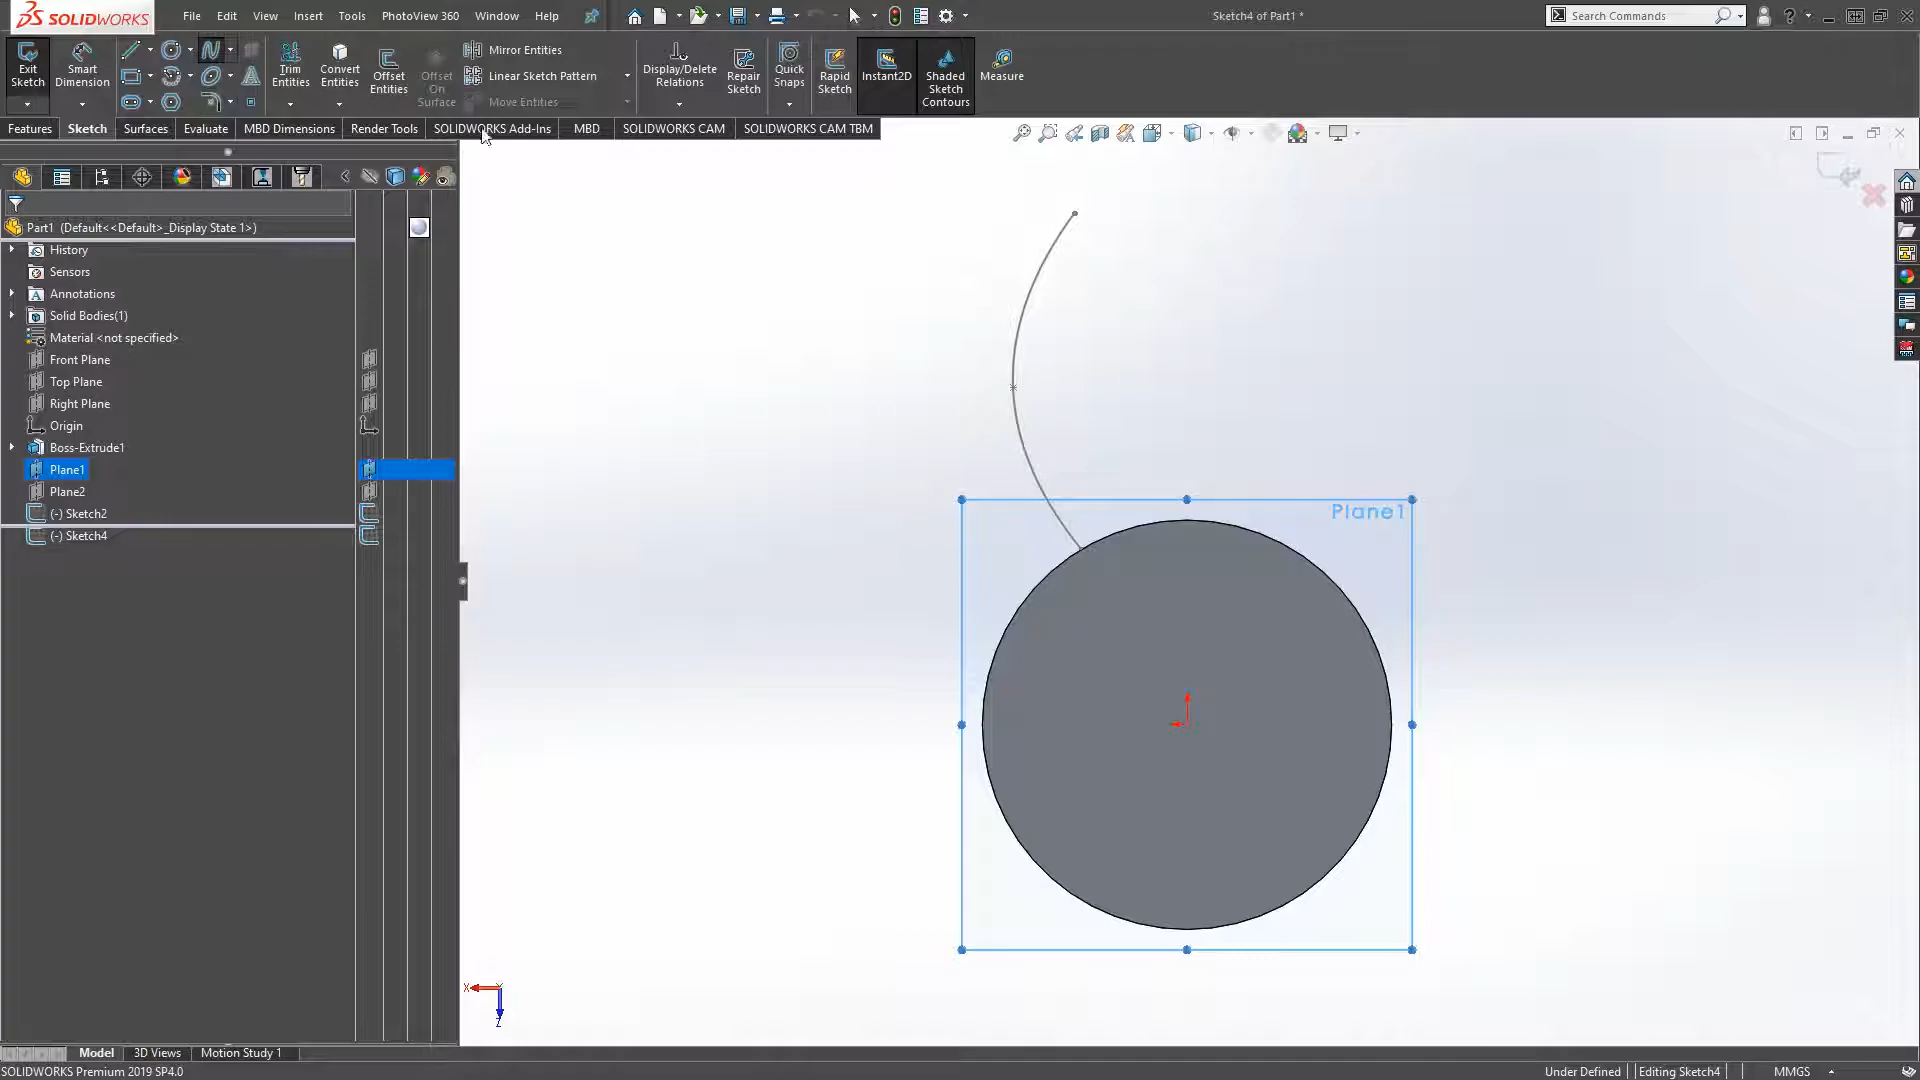 SOLIDWORKS File Edit View Insert Tools PhotoView 360 Window Help Sketch4 of Part1 * Search Commands
Exit Sketch
Smart Dimension
Trim Entities
Convert Entities
Offset Entities
Offset On Surface
Mirror Entities
Linear Sketch Pattern
Move Entities
Display/Delete Relations
Repair Sketch
Quick Snaps
Rapid Sketch
Instant2D
Shaded Sketch Contours
Measure
Features Sketch Surfaces Evaluate MBD Dimensions Render Tools SOLIDWORKS Add-Ins MBD SOLIDWORKS CAM SOLIDWORKS CAM TBM
Part1 (Default<<Default>_Display State 1>)
History
Sensors
Annotations
Solid Bodies(1)
Material <not specified>
Front Plane
Top Plane
Right Plane
Origin
Boss-Extrude1
Plane1
Plane2
(-) Sketch2
(-) Sketch4
Plane1
X
Z
Model 3D Views Motion Study 1
SOLIDWORKS Premium 2019 SP4.0 Under Defined Editing Sketch4 MMGS